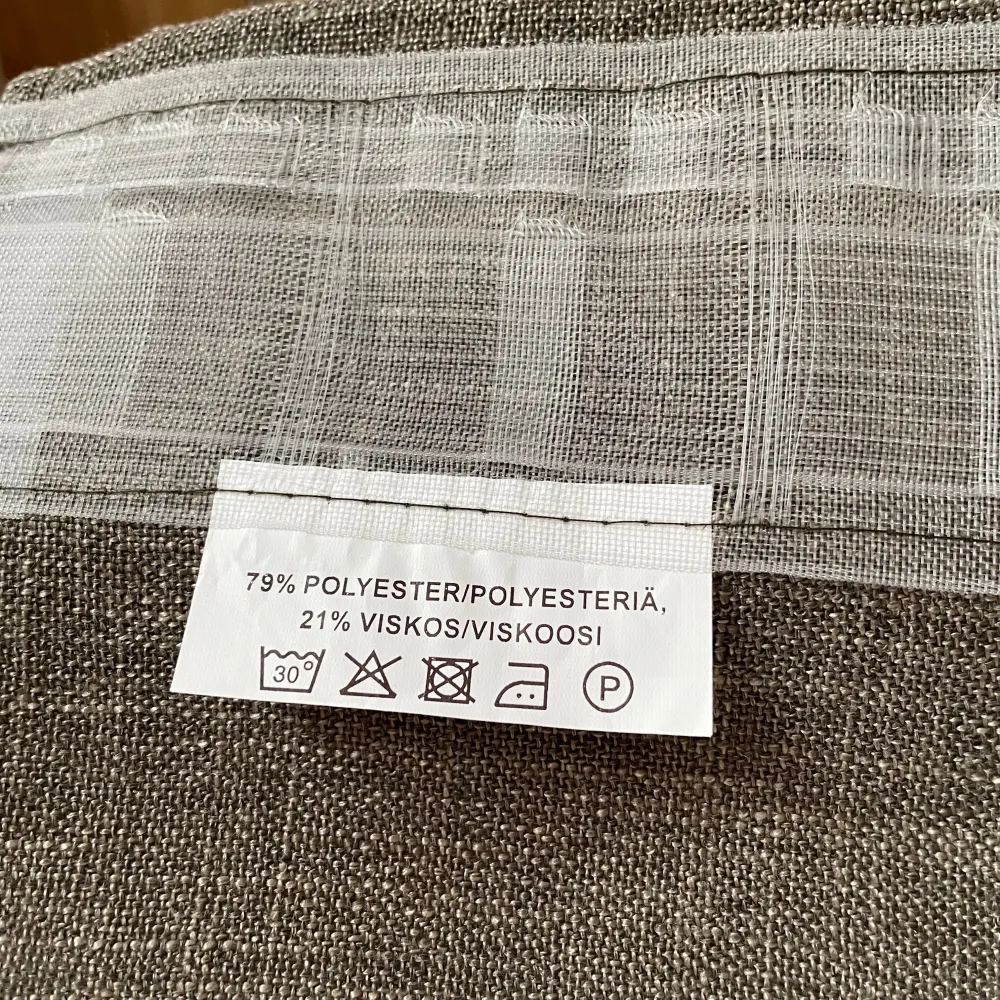 79% POLYESTER/POLYESTERIÄ,
21% VISKOS/VISKOOSI
30° P